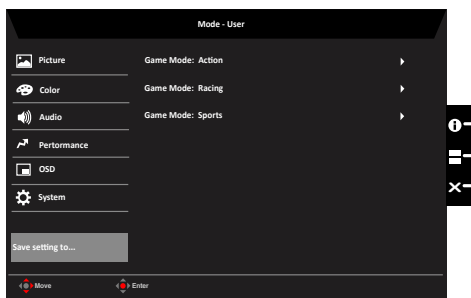 Mode - User
Picture
Color
Audio
Pertormance
OSD
System
Save setting to...
Game Mode: Action
Game Mode: Racing
Game Mode: Sports
Move
Enter